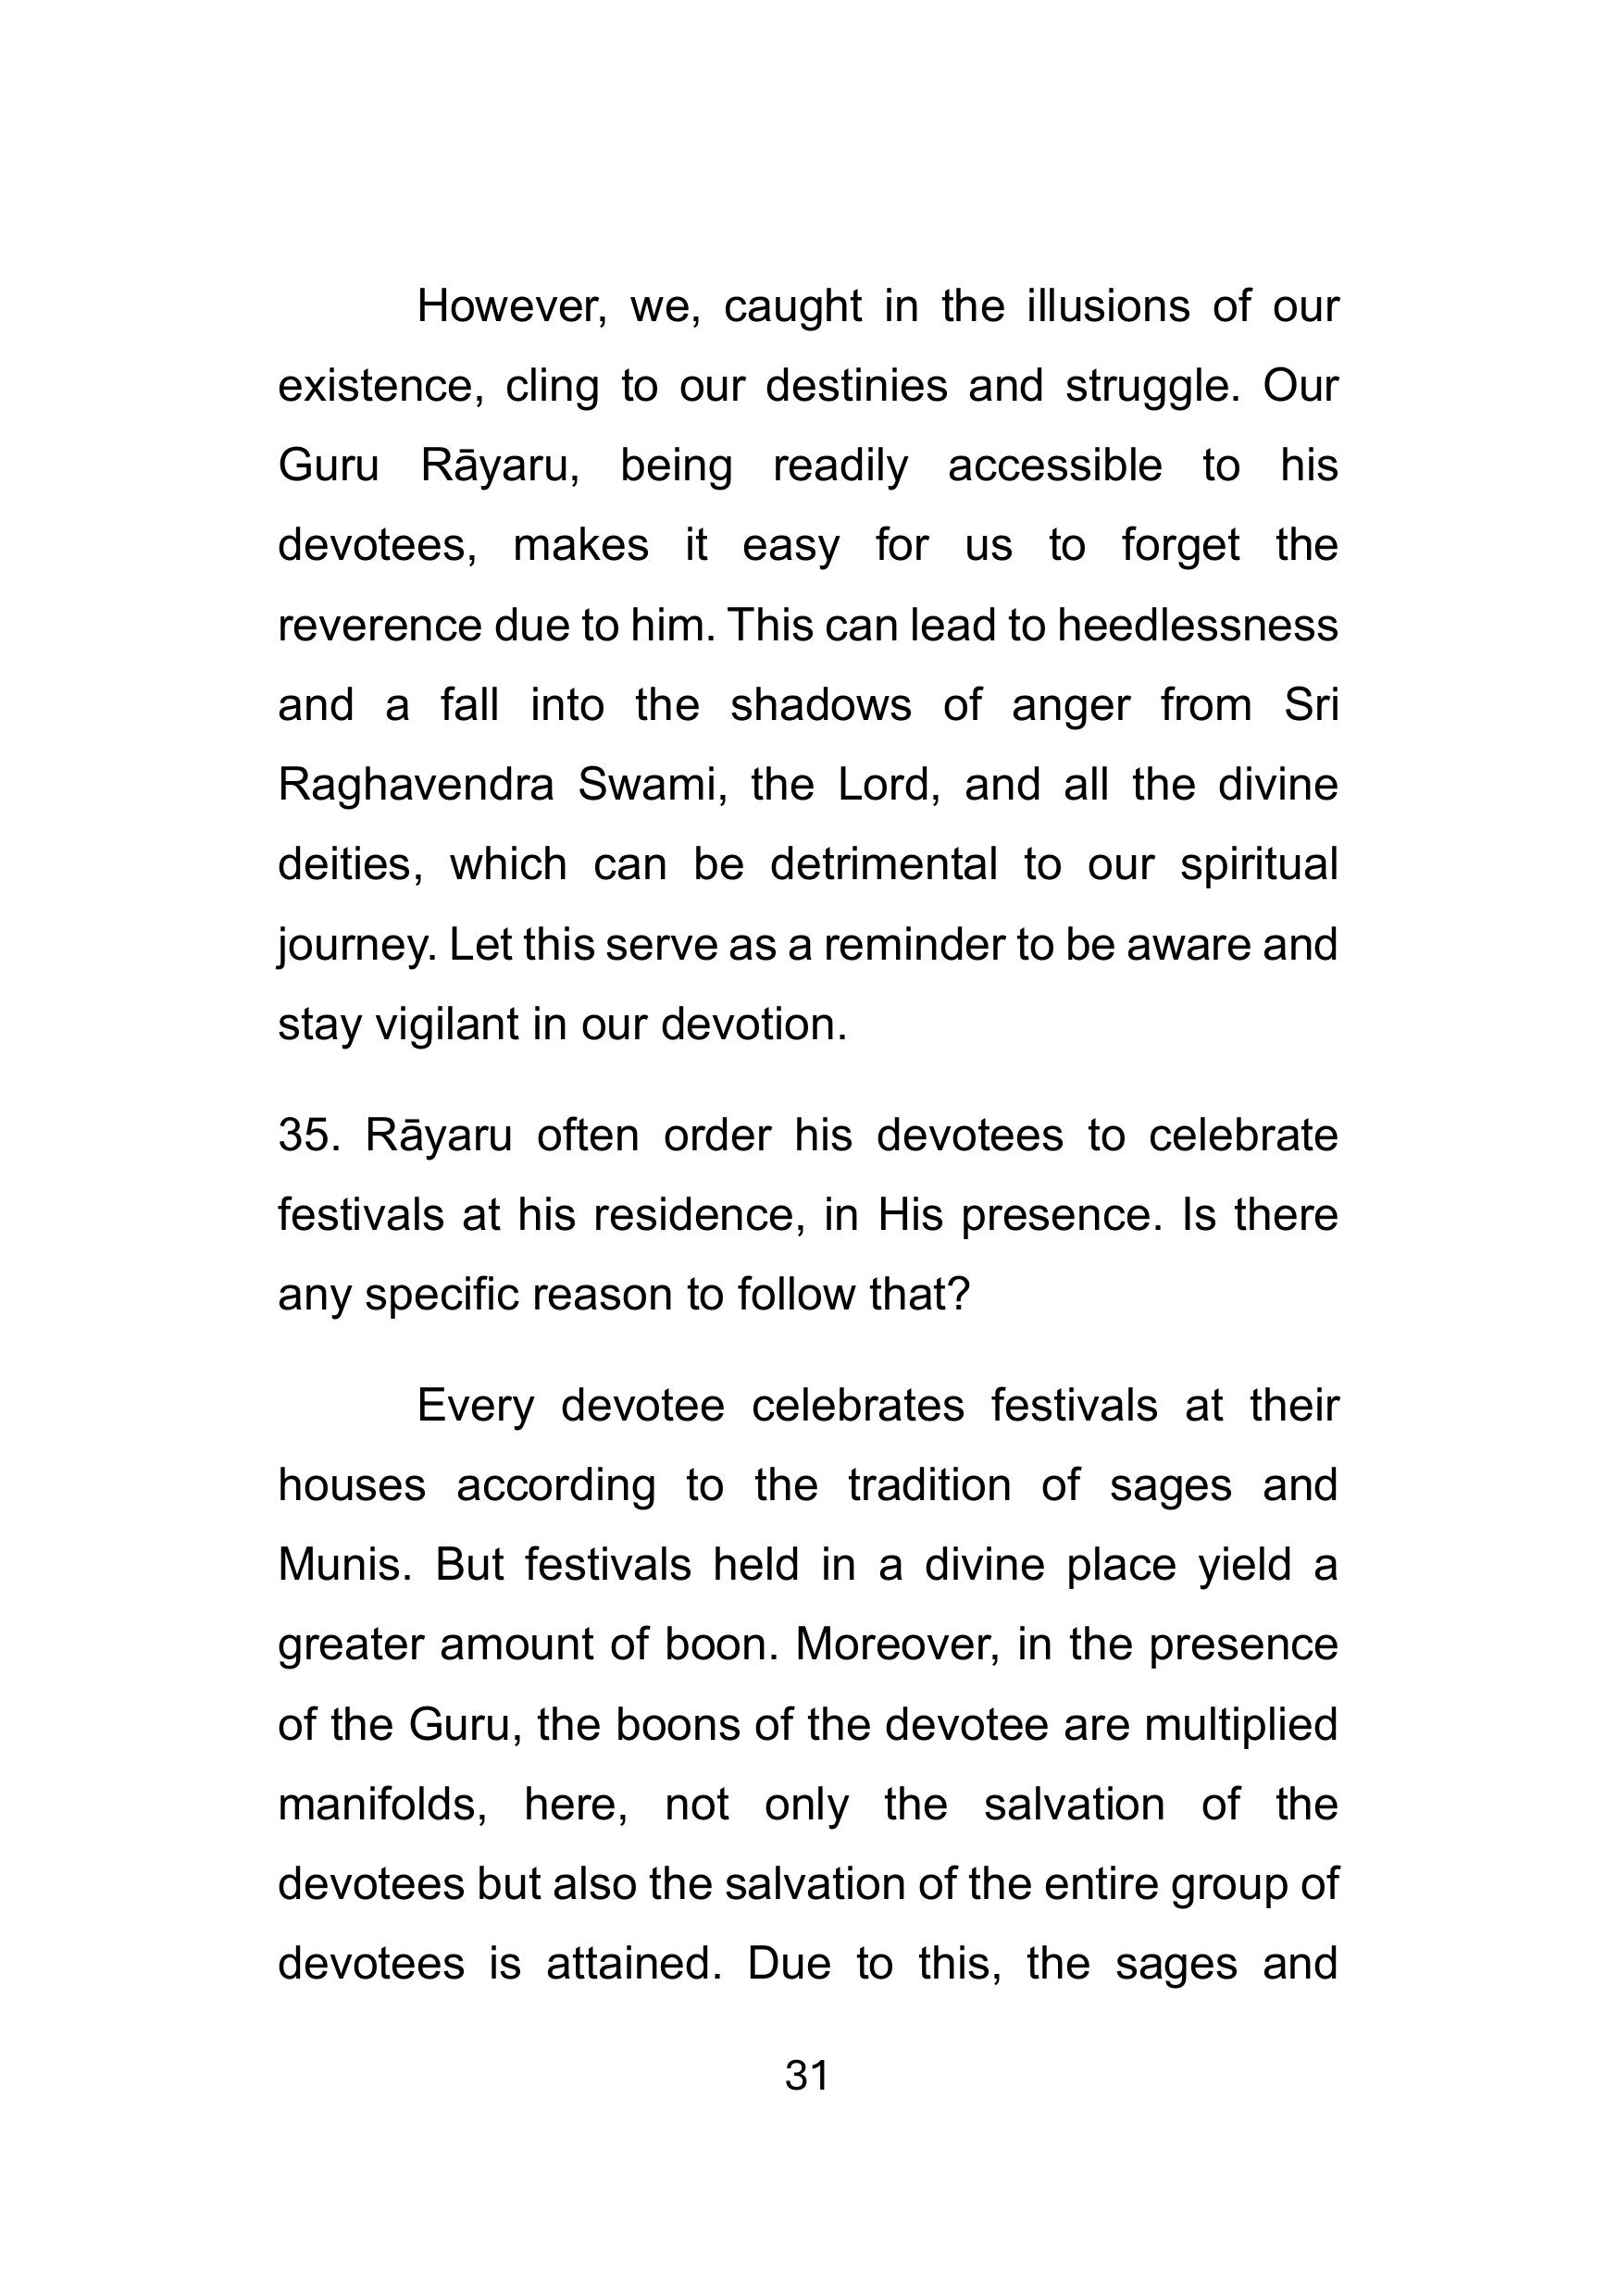 However, we, caught in the illusions of our
existence, cling to our destinies and struggle. Our
Guru Rāyaru, being readily accessible to his
devotees, makes it easy for us to forget the
reverence due to him. This can lead to heedlessness
and a fall into the shadows of anger from Sri
Raghavendra Swami, the Lord, and all the divine
deities, which can be detrimental to our spiritual
journey. Let this serve as a reminder to be aware and
stay vigilant in our devotion.
35. Rāyaru often order his devotees to celebrate
festivals at his residence, in His presence. Is there
any specific reason to follow that?
Every devotee celebrates festivals at their
houses according to the tradition of sages and
Munis. But festivals held in a divine place yield a
greater amount of boon. Moreover, in the presence
of the Guru, the boons of the devotee are multiplied
manifolds, here, not only the salvation of the
devotees but also the salvation of the entire group of
devotees is attained. Due to this, the sages and
31